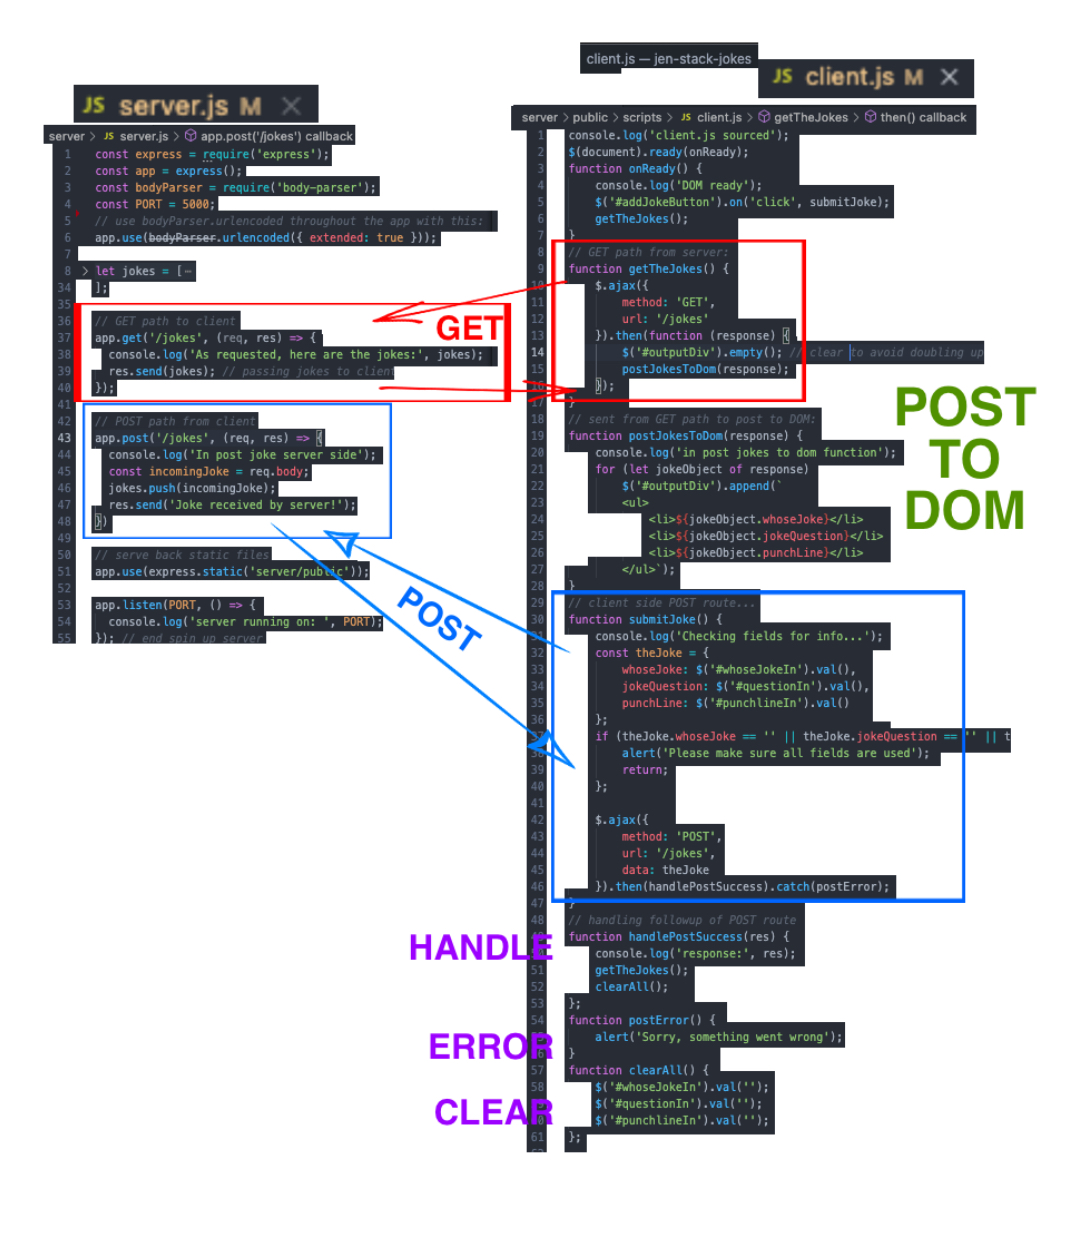 client.js — jen-stack-jokes
JS server.js M ×
server > JS server.js > app.post('/jokes') callback
1 const express = require('express');
2 const app = express();
3 const bodyParser = require('body-parser');
4 const PORT = 5000;
5 // use bodyParser.urlencoded throughout the app with this:
6 app.use(bodyParser.urlencoded({ extended: true }));
7
8 > let jokes = [⋯
34 ];
35
36 // GET path to client
37 app.get('/jokes', (req, res) => {
38 console.log('As requested, here are the jokes:', jokes);
39 res.send(jokes); // passing jokes to client
40 });
41
42 // POST path from client
43 app.post('/jokes', (req, res) => {
44 console.log('In post joke server side');
45 const incomingJoke = req.body;
46 jokes.push(incomingJoke);
47 res.send('Joke received by server!');
48 })
49
50 // serve back static files
51 app.use(express.static('server/public'));
52
53 app.listen(PORT, () => {
54 console.log('server running on: ', PORT);
55 }); // end spin up server
GET
POST
JS client.js M ×
server > public > scripts > JS client.js > getTheJokes > then() callback
1 console.log('client.js sourced');
2 $(document).ready(onReady);
3 function onReady() {
4 console.log('DOM ready');
5 $('#addJokeButton').on('click', submitJoke);
6 getTheJokes();
7 }
8 // GET path from server:
9 function getTheJokes() {
10 $.ajax({
11 method: 'GET',
12 url: '/jokes'
13 }).then(function (response) {
14 $('#outputDiv').empty(); // clear to avoid doubling up
15 postJokesToDom(response);
16 });
17 }
18 // sent from GET path to post to DOM:
19 function postJokesToDom(response) {
20 console.log('in post jokes to dom function');
21 for (let jokeObject of response)
22 $('#outputDiv').append(`
23 <ul>
24 <li>${jokeObject.whoseJoke}</li>
25 <li>${jokeObject.jokeQuestion}</li>
26 <li>${jokeObject.punchLine}</li>
27 </ul>`);
28 }
29 // client side POST route...
30 function submitJoke() {
31 console.log('Checking fields for info...');
32 const theJoke = {
33 whoseJoke: $('#whoseJokeIn').val(),
34 jokeQuestion: $('#questionIn').val(),
35 punchLine: $('#punchlineIn').val()
36 };
37 if (theJoke.whoseJoke == '' || theJoke.jokeQuestion == '' || t
38 alert('Please make sure all fields are used');
39 return;
40 };
41
42 $.ajax({
43 method: 'POST',
44 url: '/jokes',
45 data: theJoke
46 }).then(handlePostSuccess).catch(postError);
47 }
48 // handling followup of POST route
function handlePostSuccess(res) {
console.log('response:', res);
51 getTheJokes();
52 clearAll();
53 };
54 function postError() {
alert('Sorry, something went wrong');
}
57 function clearAll() {
58 $('#whoseJokeIn').val('');
$('#questionIn').val('');
$('#punchlineIn').val('');
61 };
POST
TO
DOM
HANDLE
ERROR
CLEAR